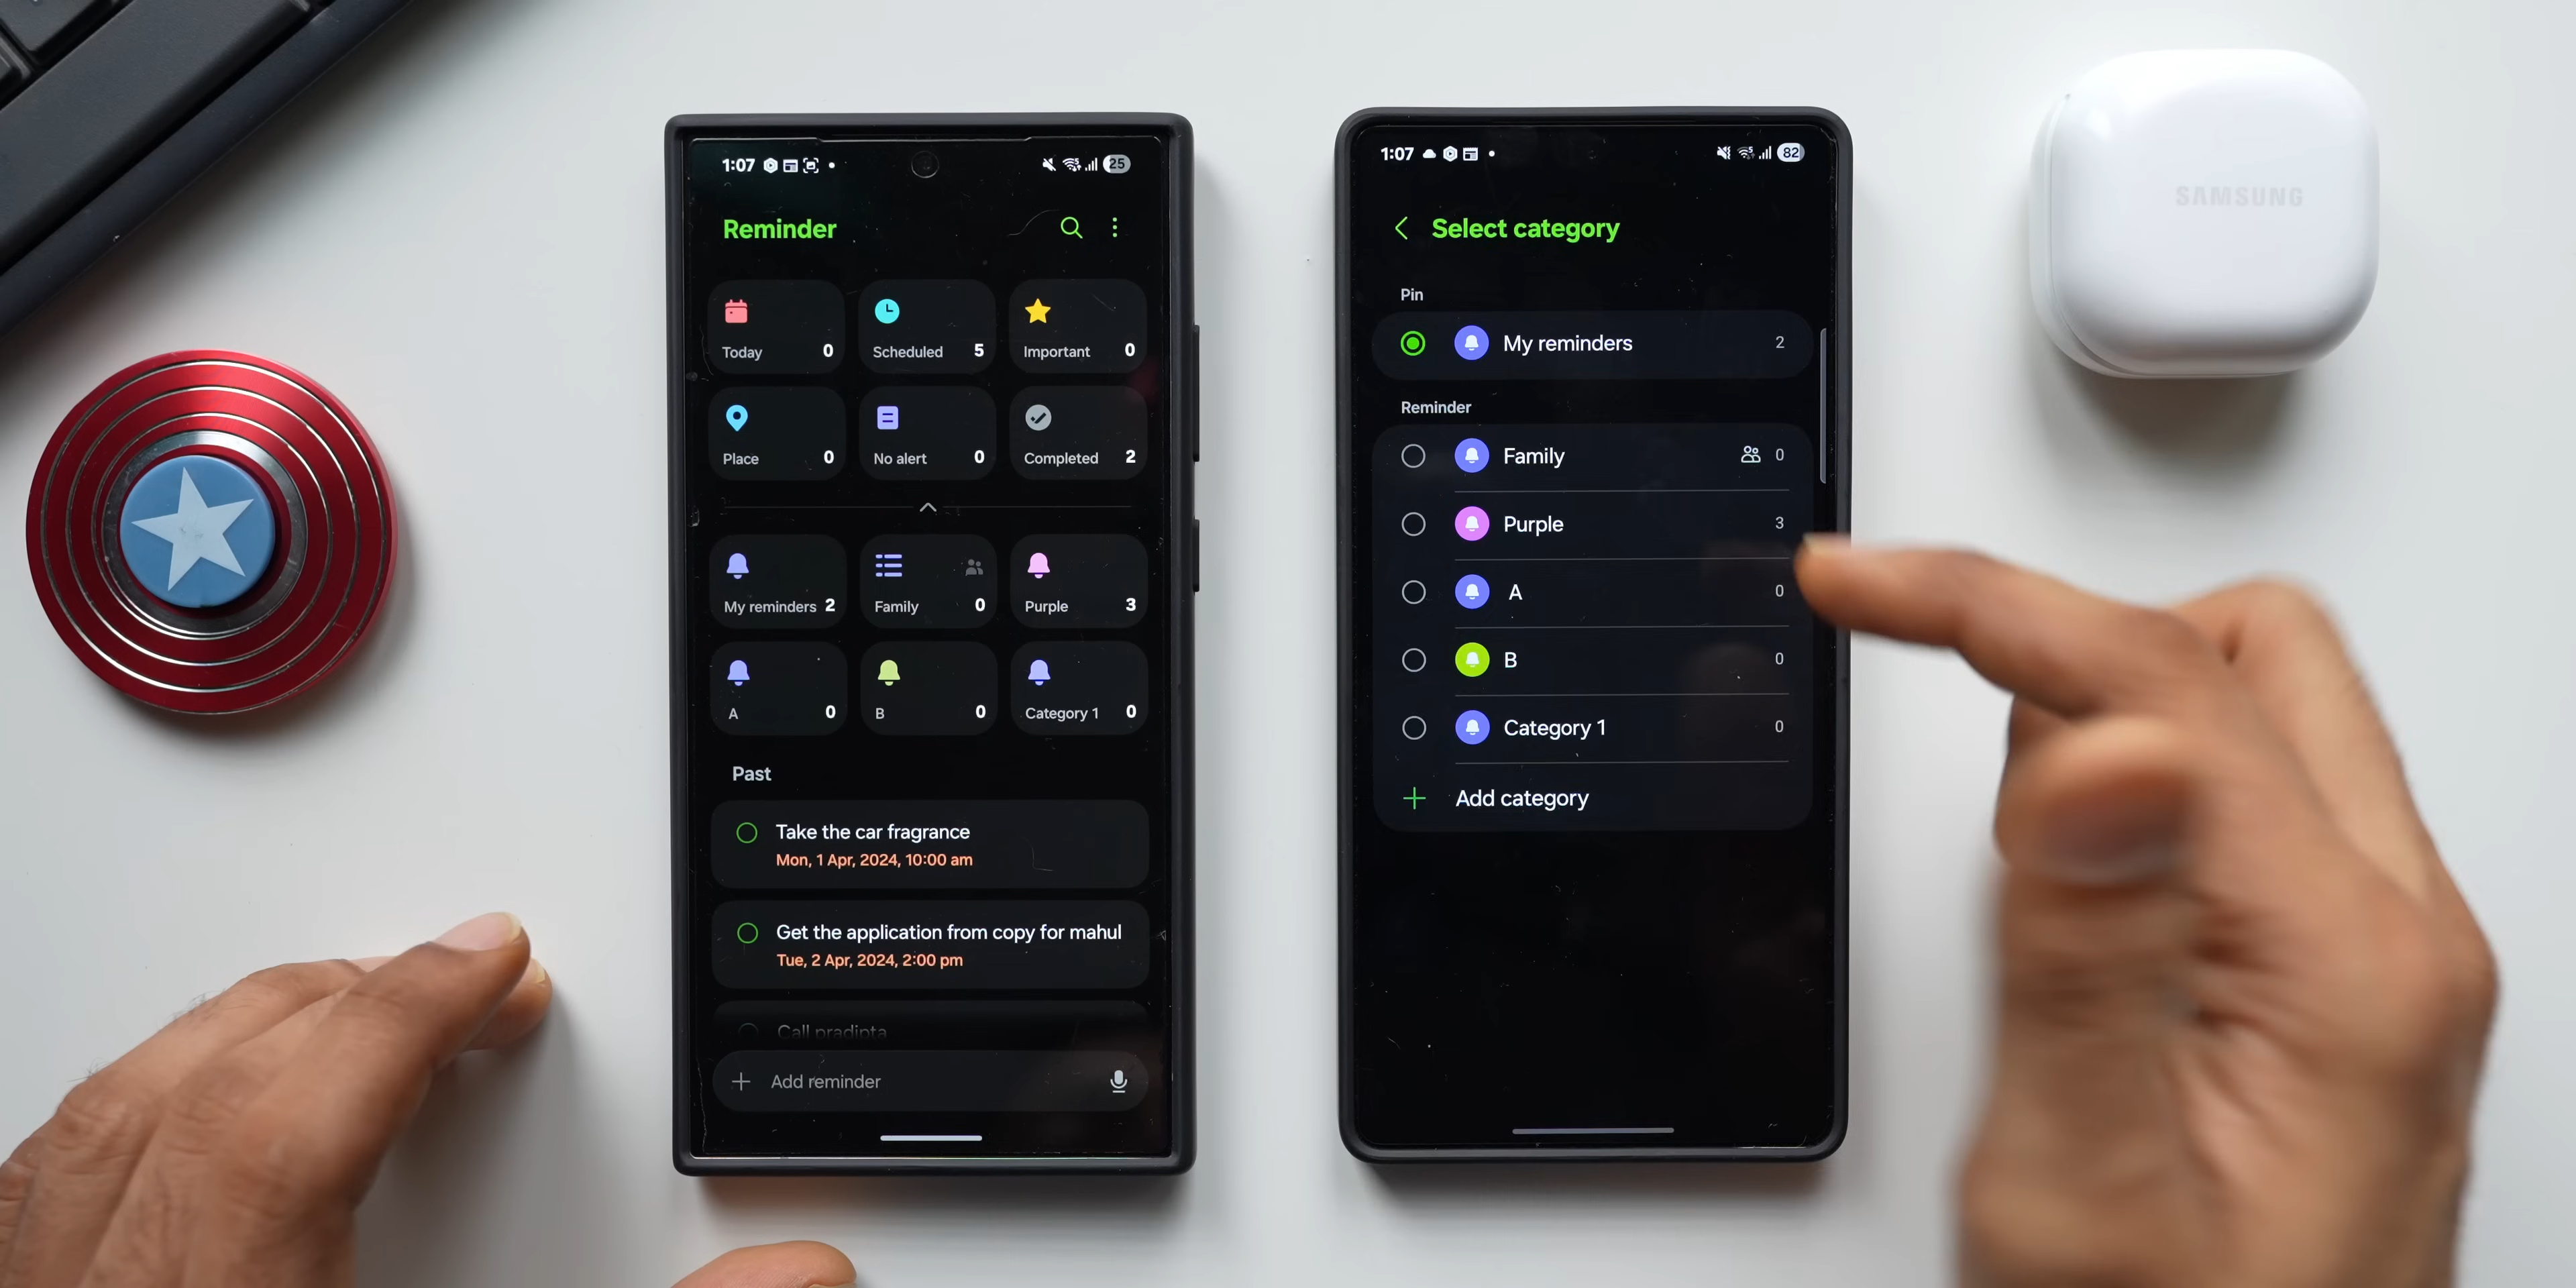 1:07
25
Reminder
Today 0
Scheduled 5
Important 0
Place 0
No alert 0
Completed 2
My reminders 2
Family 0
Purple 3
A 0
B 0
Category 1 0
Past
Take the car fragrance
Mon, 1 Apr, 2024, 10:00 am
Get the application from copy for mahul
Tue, 2 Apr, 2024, 2:00 pm
Call pradipta
Add reminder
1:07
82
Select category
Pin
My reminders 2
Reminder
Family 0
Purple 3
A 0
B 0
Category 1 0
Add category
SAMSUNG